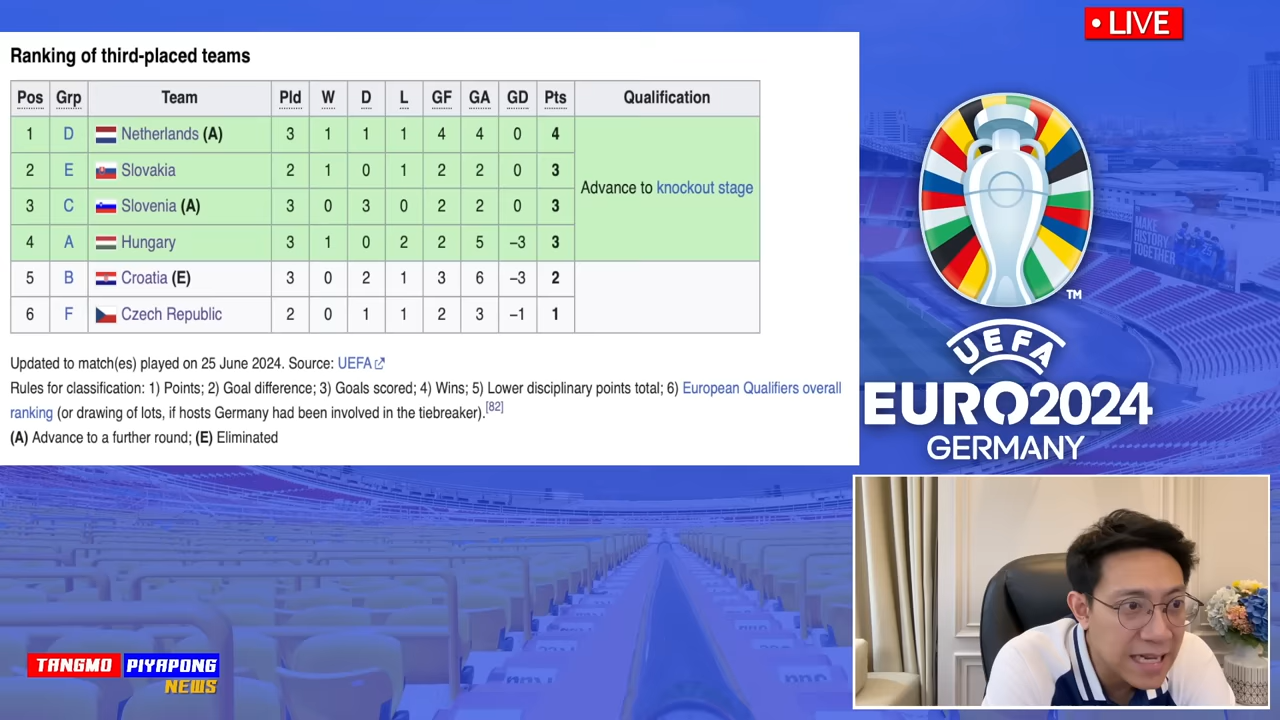 • LIVE
Ranking of third-placed teams
Pos Grp Team Pld W D L GF GA GD Pts Qualification
1 D Netherlands (A) 3 1 1 1 4 4 0 4
2 E Slovakia 2 1 0 1 2 2 0 3
Advance to knockout stage
3 C Slovenia (A) 3 0 3 0 2 2 0 3
4 A Hungary 3 1 0 2 2 5 −3 3
5 B Croatia (E) 3 0 2 1 3 6 −3 2
6 F Czech Republic 2 0 1 1 2 3 −1 1
Updated to match(es) played on 25 June 2024. Source: UEFA
Rules for classification: 1) Points; 2) Goal difference; 3) Goals scored; 4) Wins; 5) Lower disciplinary points total; 6) European Qualifiers overall
ranking (or drawing of lots, if hosts Germany had been involved in the tiebreaker).[82]
(A) Advance to a further round; (E) Eliminated
MAKE
HISTORY
TOGETHER
TM
UEFA
EURO2024
GERMANY
TANGMO PIYAPONG
NEWS